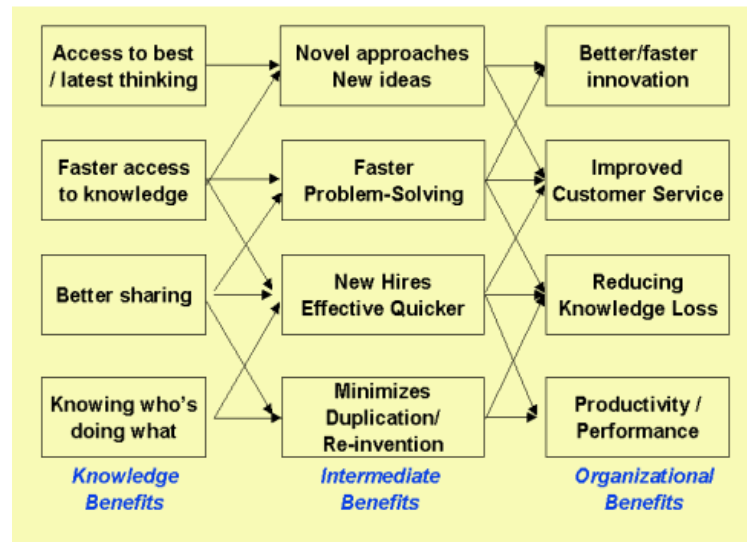 Access to best
/ latest thinking
Novel approaches
New ideas
Better/faster
innovation
Faster access
to knowledge
Faster
Problem-Solving
Improved
Customer Service
Better sharing
New Hires
Effective Quicker
Reducing
Knowledge Loss
Knowing who's
doing what
Minimizes
Duplication/
Re-invention
Productivity /
Performance
Knowledge
Benefits
Intermediate
Benefits
Organizational
Benefits